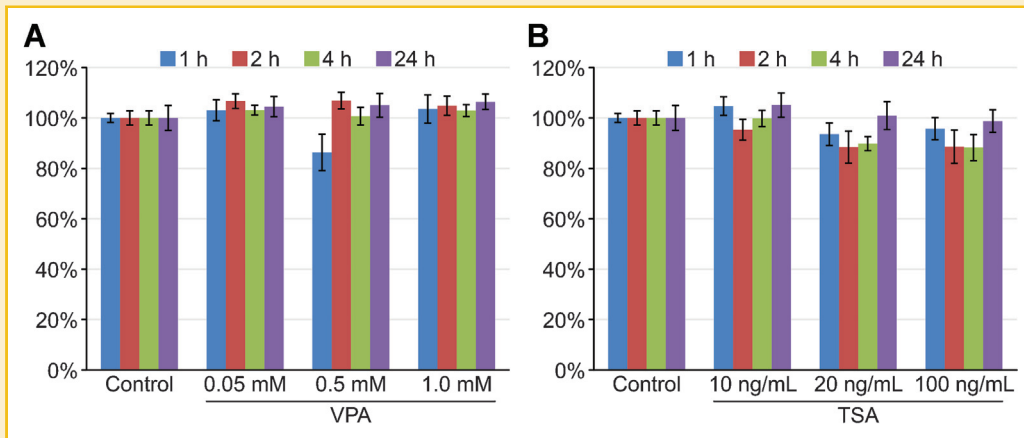 A
1 h 2 h 4 h 24 h
120%
100%
80%
60%
40%
20%
0%
Control 0.05 mM 0.5 mM 1.0 mM
VPA
B
1 h 2 h 4 h 24 h
120%
100%
80%
60%
40%
20%
0%
Control 10 ng/mL 20 ng/mL 100 ng/mL
TSA